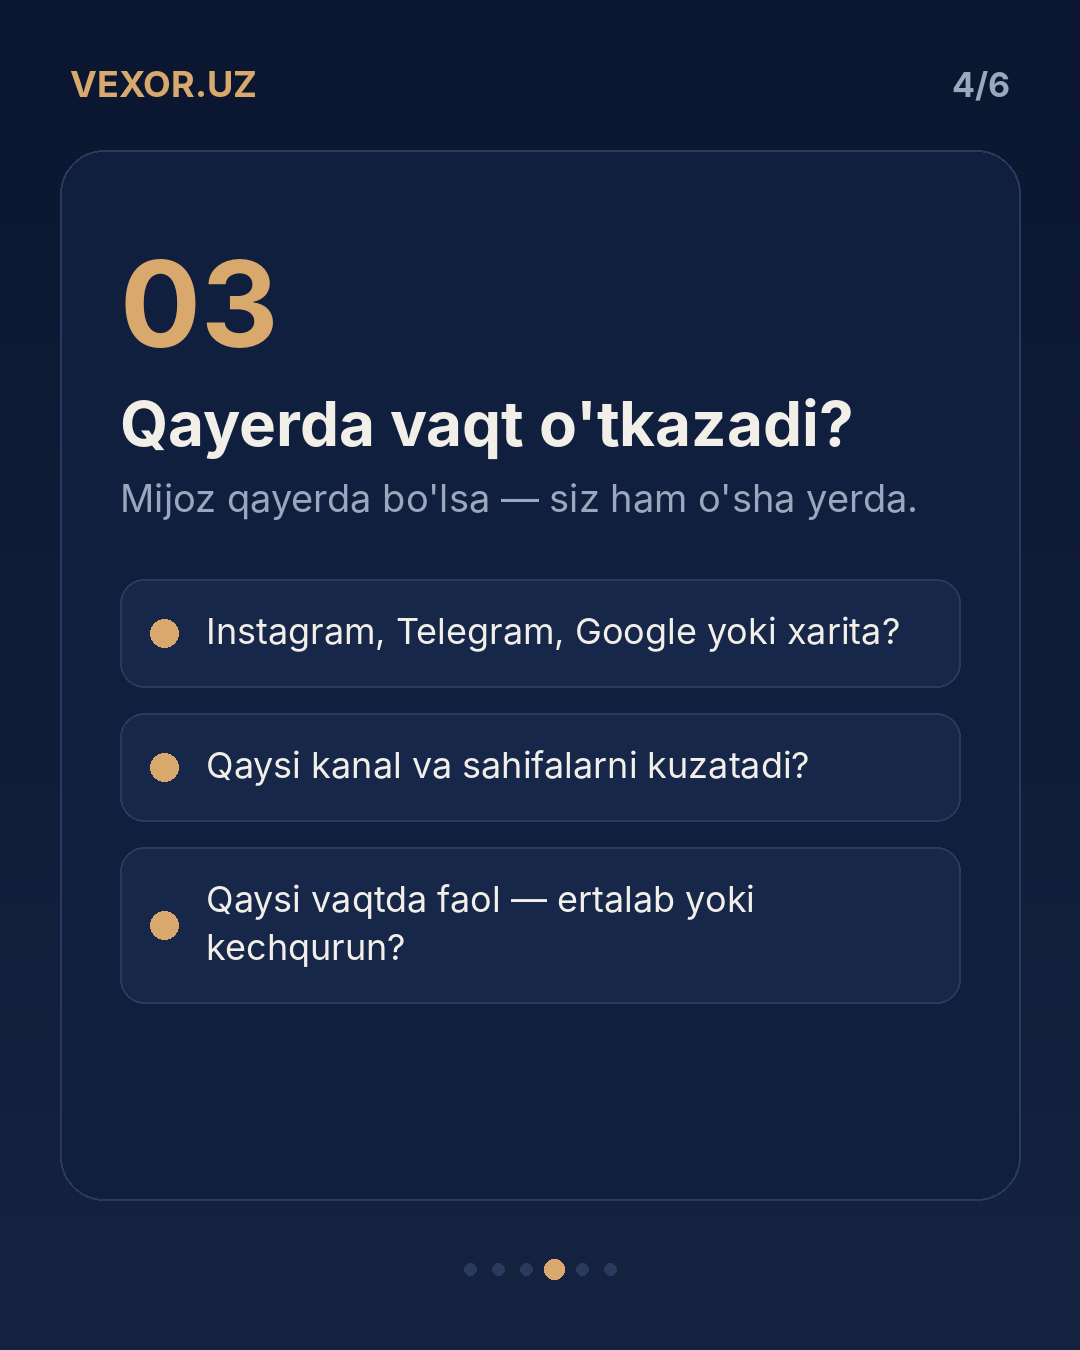 VEXOR.UZ
4/6
03
Qayerda vaqt o'tkazadi?
Mijoz qayerda bo'lsa — siz ham o'sha yerda.
Instagram, Telegram, Google yoki xarita?
Qaysi kanal va sahifalarni kuzatadi?
Qaysi vaqtda faol — ertalab yoki
kechqurun?